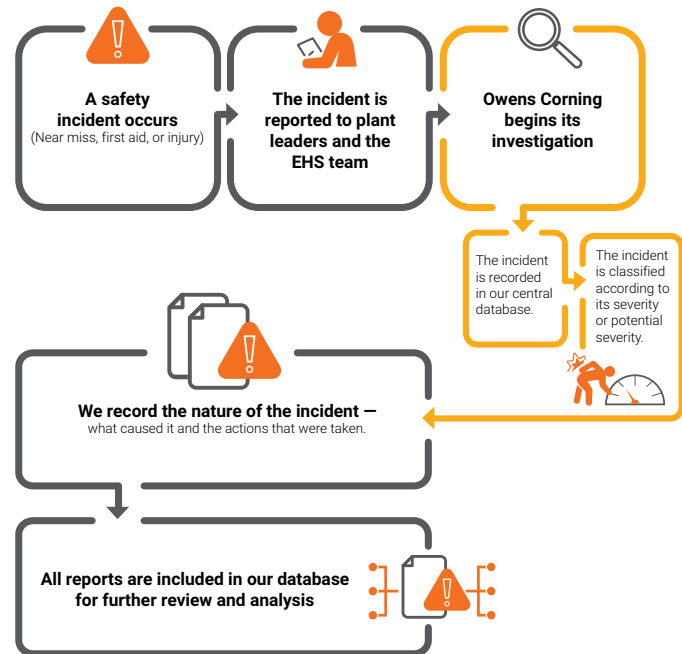 A safety
incident occurs
(Near miss, first aid, or injury)
The incident is
reported to plant
leaders and the
EHS team
Owens Corning
begins its
investigation
The incident
is recorded
in our central
database.
The incident
is classified
according to
its severity
or potential
severity.
We record the nature of the incident —
what caused it and the actions that were taken.
All reports are included in our database
for further review and analysis